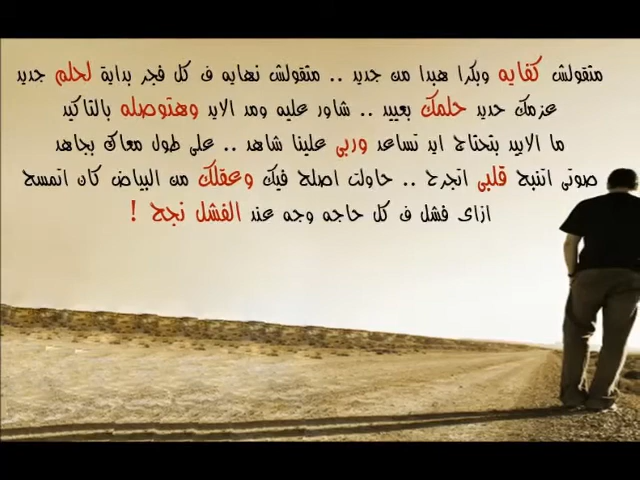 متقولش كفايه وبكرا هبدا من جديد .. متقولش نهايه ف كل فجر بداية لحلم جديد
عزمك حديد حلمك بعييد .. شاور عليه ومد الايد وهتوصله بالتاكيد
ما الاييد بتحتاج ايد تساعد وربى علينا شاهد .. على طول معاك بجاهد
صوتى اتنبح قلبى اتجرح .. حاولت اصلح فيك وعقلك من البياض كان اتمسح
ازاى فشل ف كل حاجه وجه عند الفشل نجح !